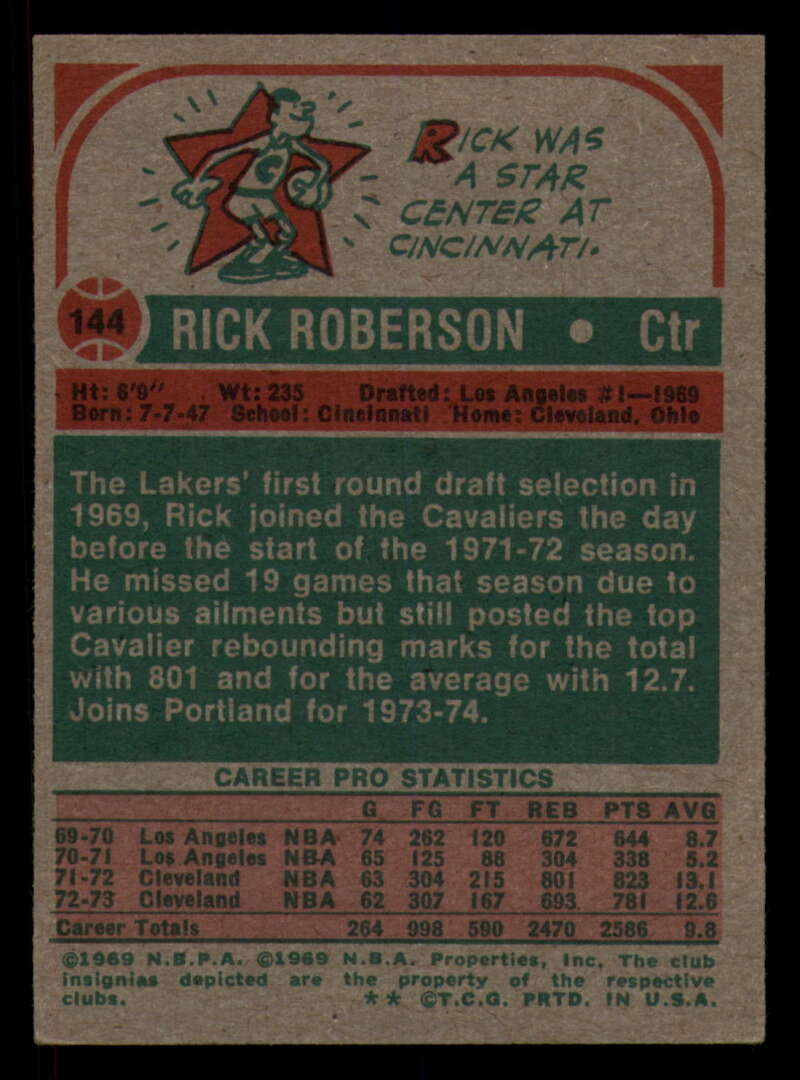 RICK WAS
A STAR
CENTER AT
CINCINNATI.
C
144
RICK ROBERSON • Ctr
Ht: 6'9" Wt: 235 Drafted: Los Angeles #1—1969
Born: 7-7-47 School: Cincinnati Home: Cleveland, Ohio
The Lakers' first round draft selection in
1969, Rick joined the Cavaliers the day
before the start of the 1971-72 season.
He missed 19 games that season due to
various ailments but still posted the top
Cavalier rebounding marks for the total
with 801 and for the average with 12.7.
Joins Portland for 1973-74.
CAREER PRO STATISTICS
G FG FT REB PTS AVG
69-70 Los Angeles NBA 74 262 120 672 644 8.7
70-71 Los Angeles NBA 65 125 88 304 338 5.2
71-72 Cleveland NBA 63 304 215 801 823 13.1
72-73 Cleveland NBA 62 307 167 693 781 12.6
Career Totals 264 998 590 2470 2586 9.8
©1969 N.B.P.A. ©1969 N.B.A. Properties, Inc. The club
insignias depicted are the property of the respective
clubs. ** ©T.C.G. PRTD. IN U.S.A.